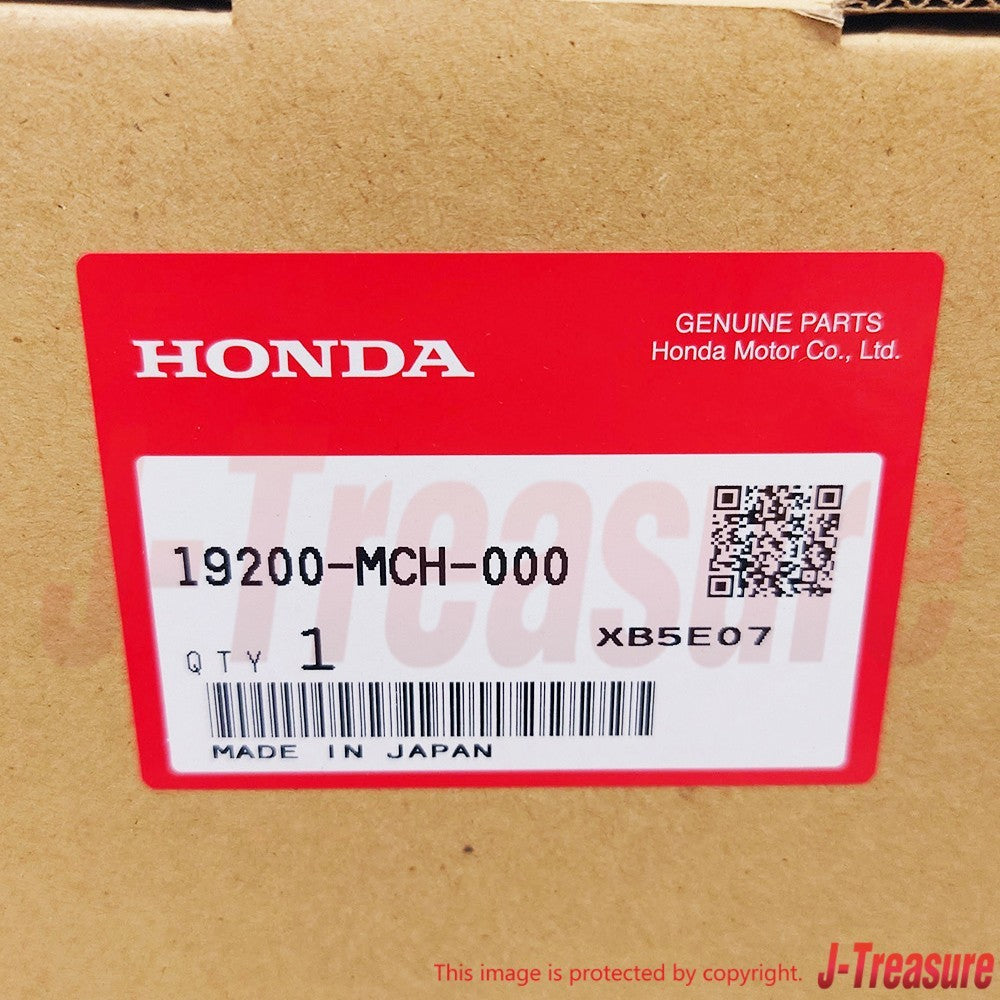 HONDA
GENUINE PARTS
Honda Motor Co., Ltd.
19200-MCH-000
QTY 1
XB5E07
MADE IN JAPAN
J-Treasure
This image is protected by copyright. J-Treasure